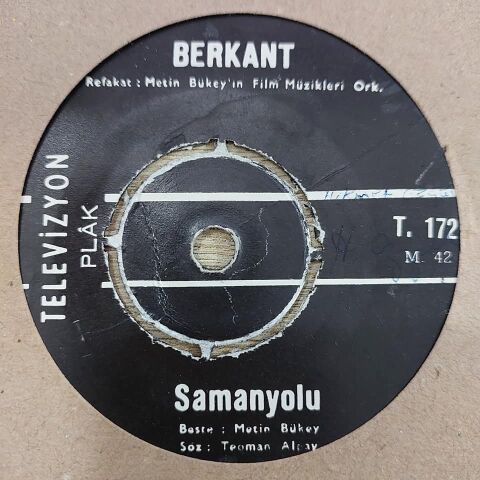 BERKANT
Refakat : Metin Bükey'in Film Müzikleri Ork.
TELEVİZYON
PLÂK
T. 172
M. 42
Samanyolu
Beste : Metin Bükey
Söz : Teoman Alpay